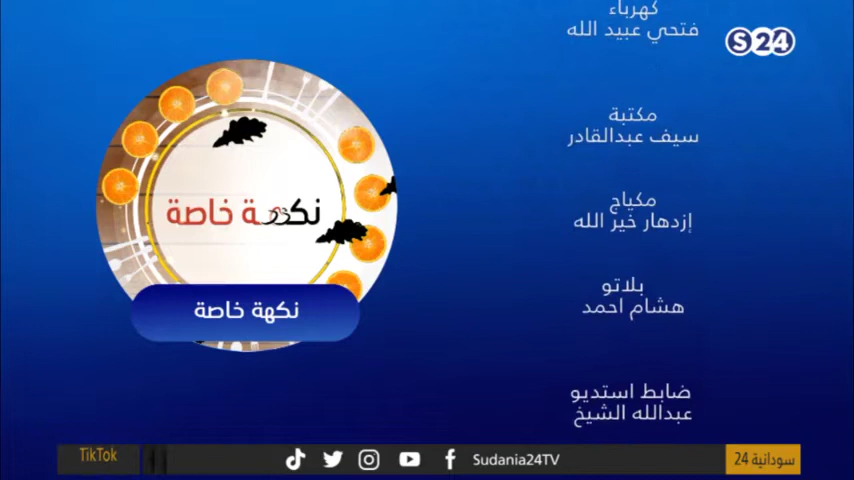 كهرباء
فتحي عبيد الله
S24
مكتبة
سيف عبدالقادر
مكياج
إزدهار خير الله
بلاتو
هشام احمد
ضابط استديو
عبدالله الشيخ
نكهة خاصة
نكهة خاصة
TikTok
Sudania24TV
سودانية 24